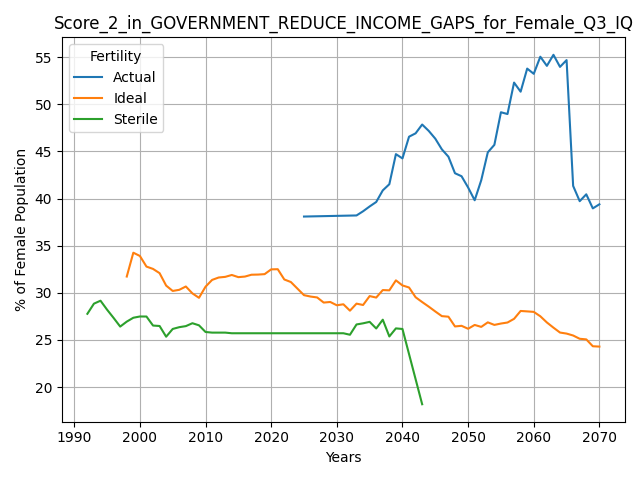 Score_2_in_GOVERNMENT_REDUCE_INCOME_GAPS_for_Female_Q3_IQ
Fertility
Actual
Ideal
Sterile
% of Female Population
55
50
45
40
35
30
25
20
1990 2000 2010 2020 2030 2040 2050 2060 2070
Years